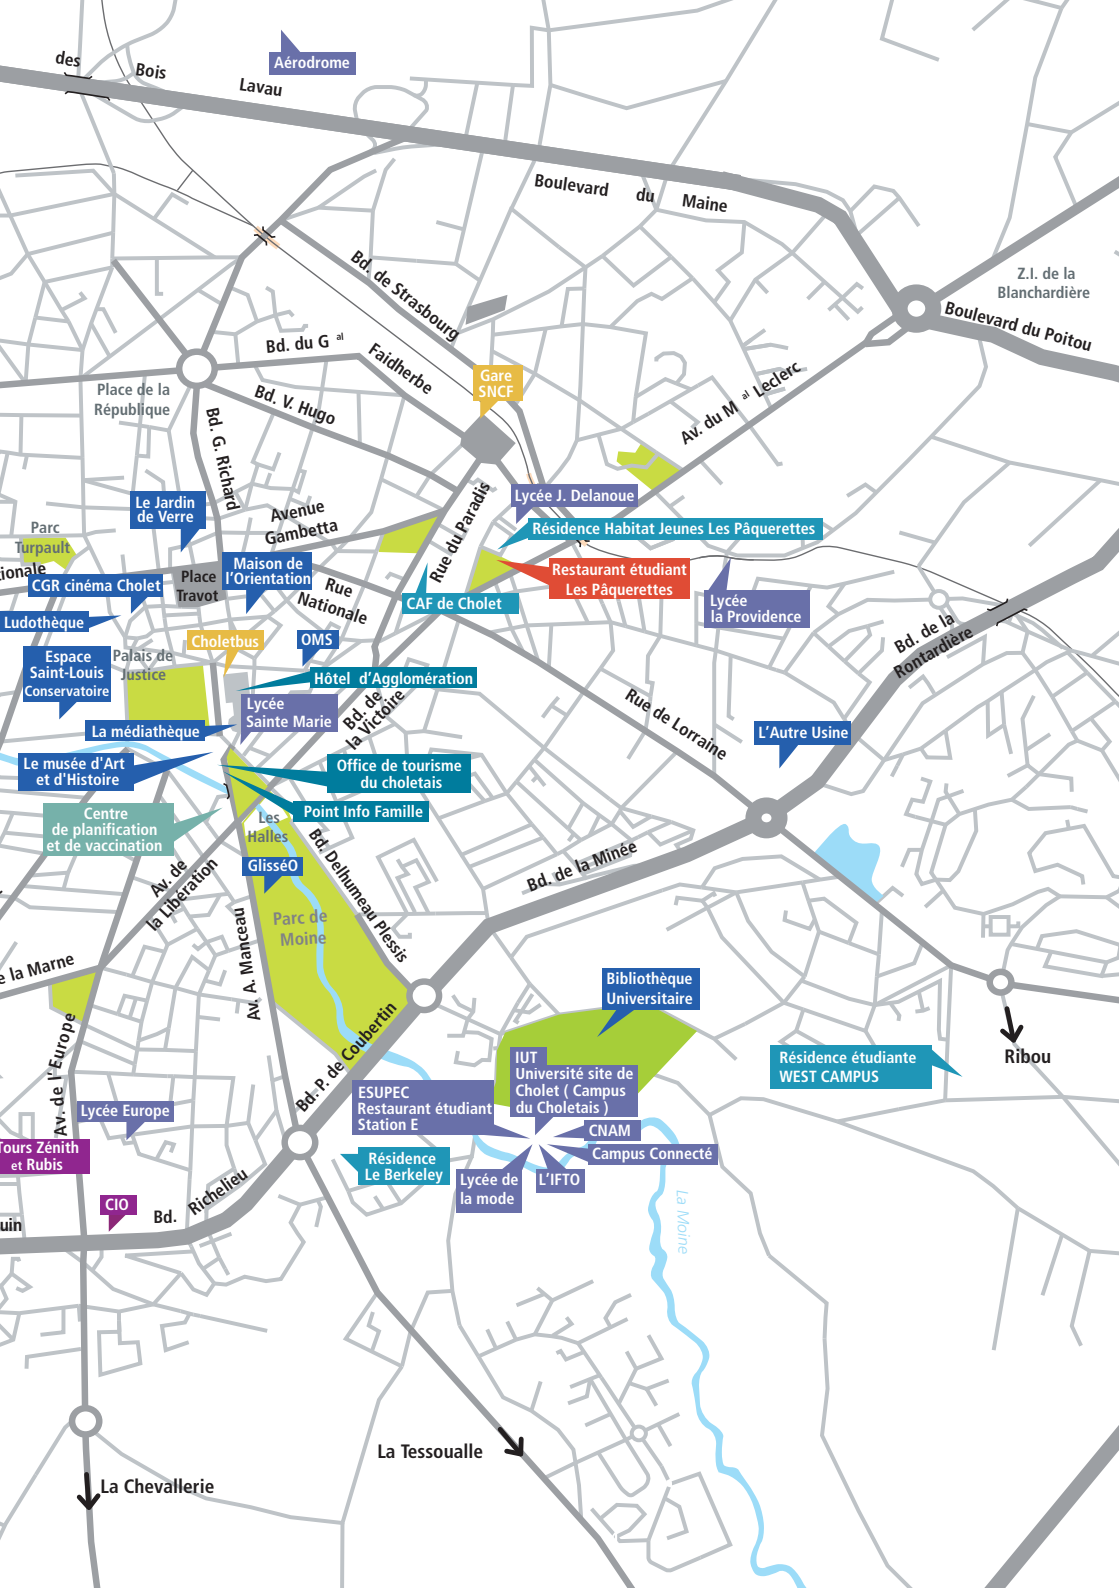 des
Bois
Lavau
Aérodrome
Boulevard
du
Maine
Z.I. de la
Blanchardière
Boulevard du Poitou
Bd. de Strasbourg
Bd. du G al
Faidherbe
Gare
SNCF
Place de la
République
Bd. V. Hugo
Av. du M al Leclerc
Bd. G. Richard
Le Jardin
de Verre
Avenue
Gambetta
Rue du Paradis
Lycée J. Delanoue
Résidence Habitat Jeunes Les Pâquerettes
Parc
Turpault
Maison de
l'Orientation
Restaurant étudiant
Les Pâquerettes
tionale
CGR cinéma Cholet
Place
Travot
Rue
Nationale
CAF de Cholet
Lycée
la Providence
Ludothèque
Choletbus
OMS
Bd. de la
Rontardière
Espace
Saint-Louis
Conservatoire
Palais de
Justice
Hôtel d'Agglomération
Lycée
Sainte Marie
Bd. de
la Victoire
Rue de Lorraine
La médiathèque
L'Autre Usine
Le musée d'Art
et d'Histoire
Office de tourisme
du choletais
Centre
de planification
et de vaccination
Point Info Famille
Les
Halles
Bd. Delhumeau Plessis
GlisséO
Av. de
la Libération
Bd. de la Minée
Parc de
Moine
Av. A. Manceau
e la Marne
Bibliothèque
Universitaire
Bd. P. de Coubertin
Av. de l'Europe
IUT
Université site de
Cholet ( Campus
du Choletais )
Ribou
Résidence étudiante
WEST CAMPUS
ESUPEC
Restaurant étudiant
Station E
Lycée Europe
CNAM
Tours Zénith
et Rubis
Campus Connecté
Résidence
Le Berkeley
Lycée de
la mode
L'IFTO
CIO
Bd.
Richelieu
uin
La Moine
La Tessoualle
La Chevallerie